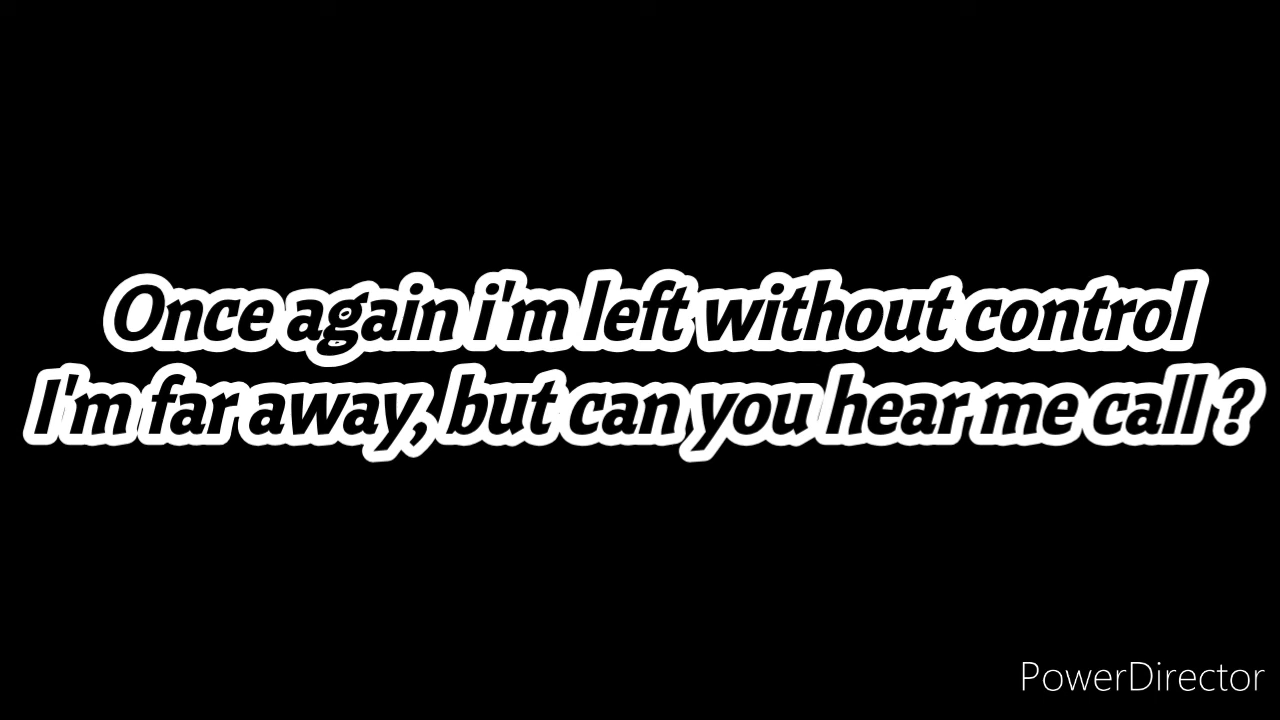 Once again i'm left without control
I'm far away, but can you hear me call ?
PowerDirector